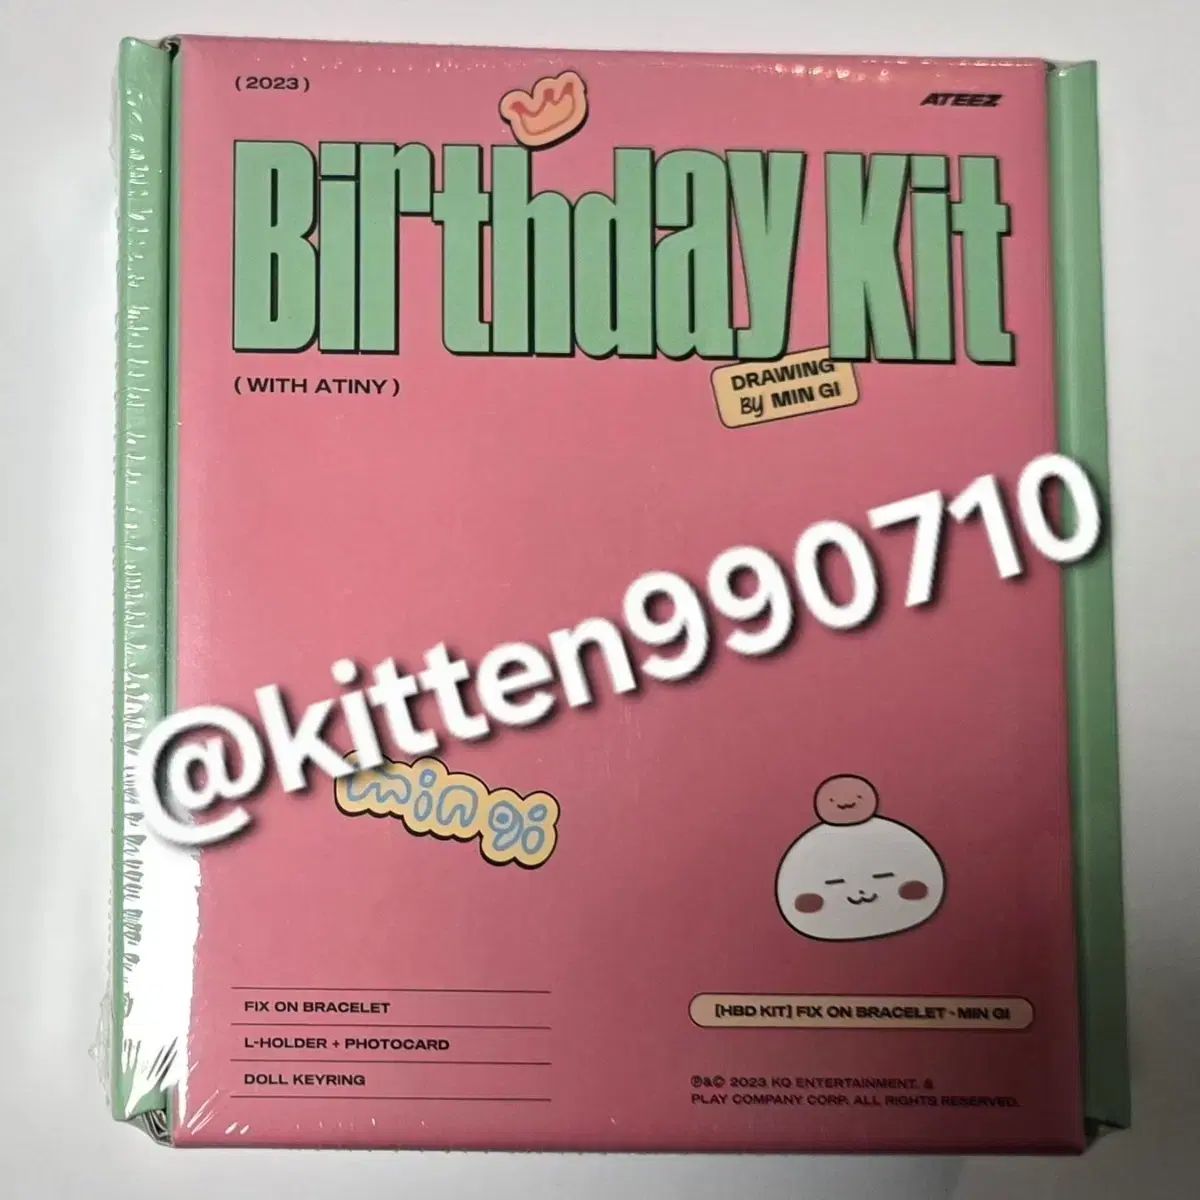 ( 2023 )
ATEEZ
Birthday Kit
( WITH ATINY )
DRAWING
By MIN GI
@kitten990710
min gi
FIX ON BRACELET
L-HOLDER + PHOTOCARD
DOLL KEYRING
[HBD KIT] FIX ON BRACELET - MIN GI
℗&© 2023 KQ ENTERTAINMENT. &
PLAY COMPANY CORP. ALL RIGHTS RESERVED.